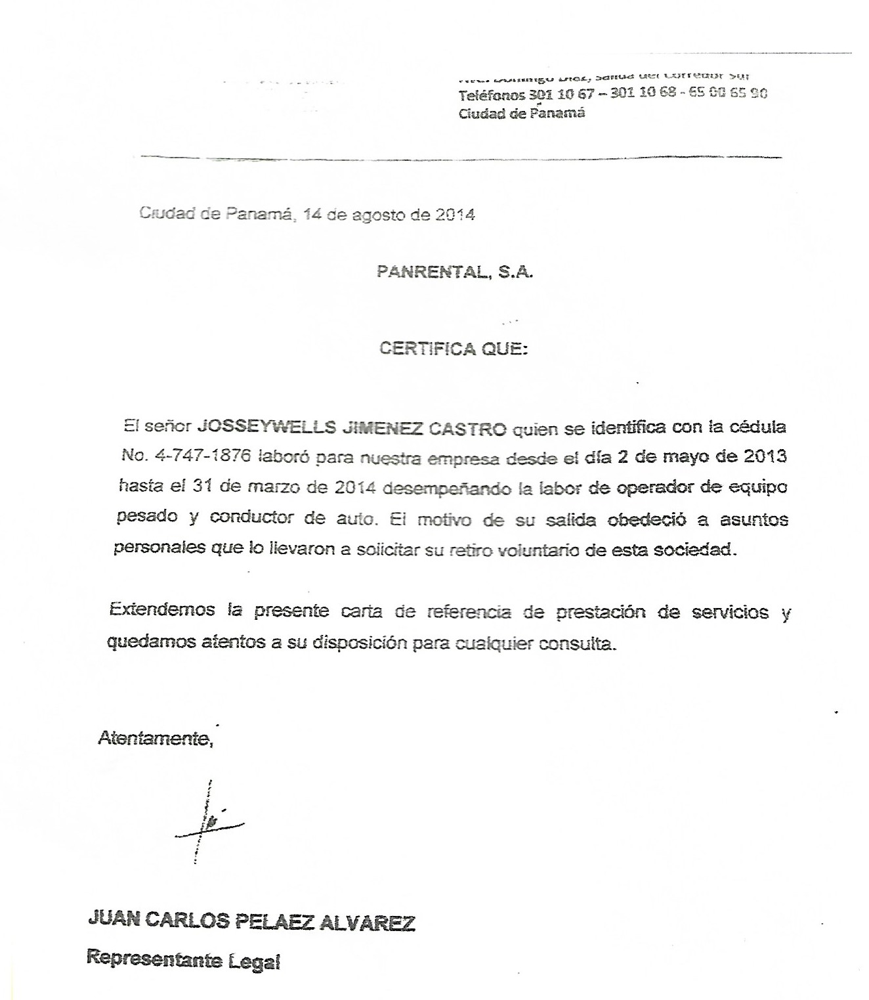 Domingo Díaz, Salida del Corredor Sur
Teléfonos 301 10 67 – 301 10 68 - 65 00 65 90
Ciudad de Panamá
Ciudad de Panamá, 14 de agosto de 2014
PANRENTAL, S.A.
CERTIFICA QUE:
El señor JOSSEYWELLS JIMENEZ CASTRO quien se identifica con la cédula
No. 4-747-1876 laboró para nuestra empresa desde el día 2 de mayo de 2013
hasta el 31 de marzo de 2014 desempeñando la labor de operador de equipo
pesado y conductor de auto. El motivo de su salida obedeció a asuntos
personales que lo llevaron a solicitar su retiro voluntario de esta sociedad.
Extendemos la presente carta de referencia de prestación de servicios y
quedamos atentos a su disposición para cualquier consulta.
Atentamente,
JUAN CARLOS PELAEZ ALVAREZ
Representante Legal